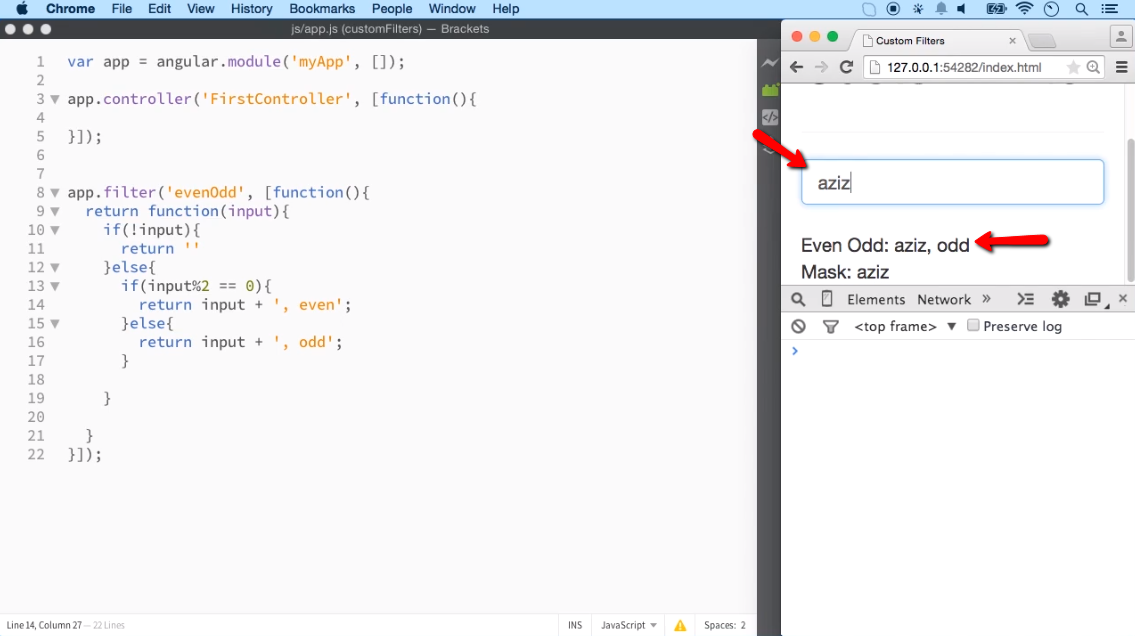 Chrome File Edit View History Bookmarks People Window Help
js/app.js (customFilters) — Brackets
1 var app = angular.module('myApp', []);
2
3 app.controller('FirstController', [function(){
4
5 }]);
6
7
8 app.filter('evenOdd', [function(){
9 return function(input){
10 if(!input){
11 return ''
12 }else{
13 if(input%2 == 0){
14 return input + ', even';
15 }else{
16 return input + ', odd';
17 }
18
19 }
20
21 }
22 }]);
Line 14, Column 27 — 22 Lines
INS JavaScript Spaces: 2
Custom Filters
127.0.0.1:54282/index.html
aziz
Even Odd: aziz, odd
Mask: aziz
Elements Network »
<top frame> Preserve log